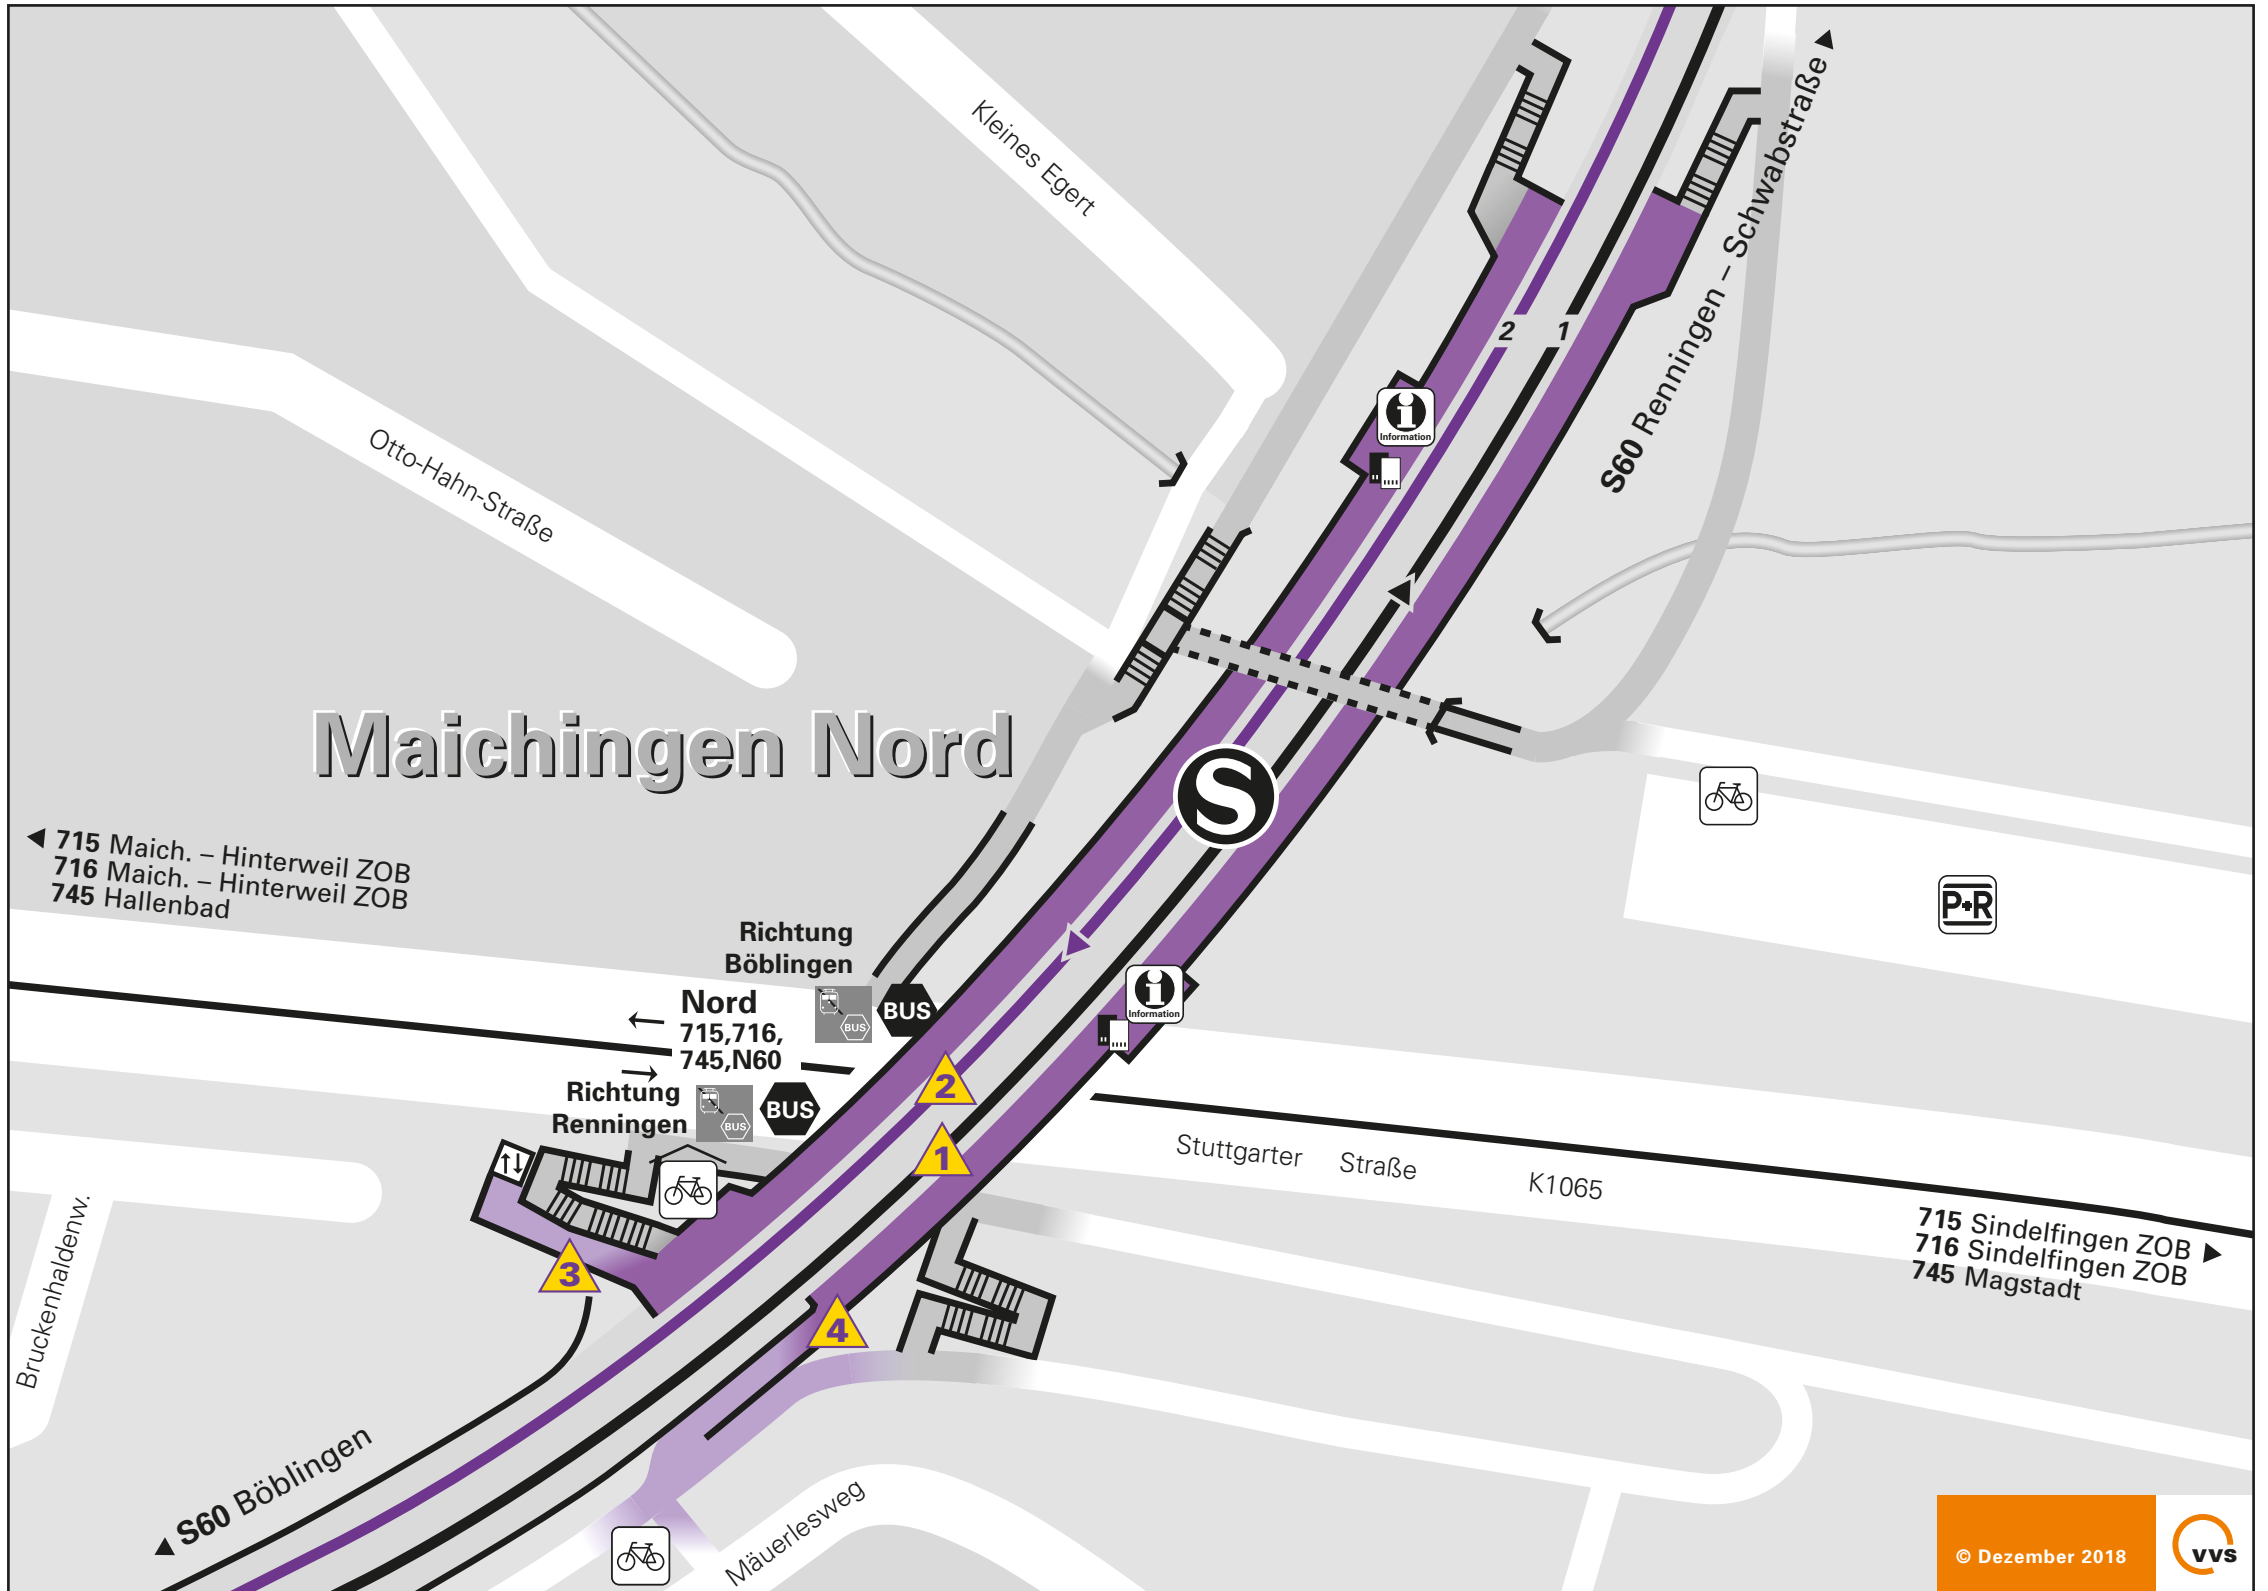 Kleines Egert
S60 Renningen – Schwabstraße
2
1
Information
Otto-Hahn-Straße
Maichingen Nord
S
715 Maich. – Hinterweil ZOB
716 Maich. – Hinterweil ZOB
745 Hallenbad
P+R
Richtung
Böblingen
BUS
BUS
Nord
715,716,
745,N60
Information
Richtung
Renningen
BUS
BUS
2
1
3
4
Stuttgarter Straße K1065
715 Sindelfingen ZOB
716 Sindelfingen ZOB
745 Magstadt
Bruckenhaldenw.
S60 Böblingen
Mäuerlesweg
© Dezember 2018
vvs